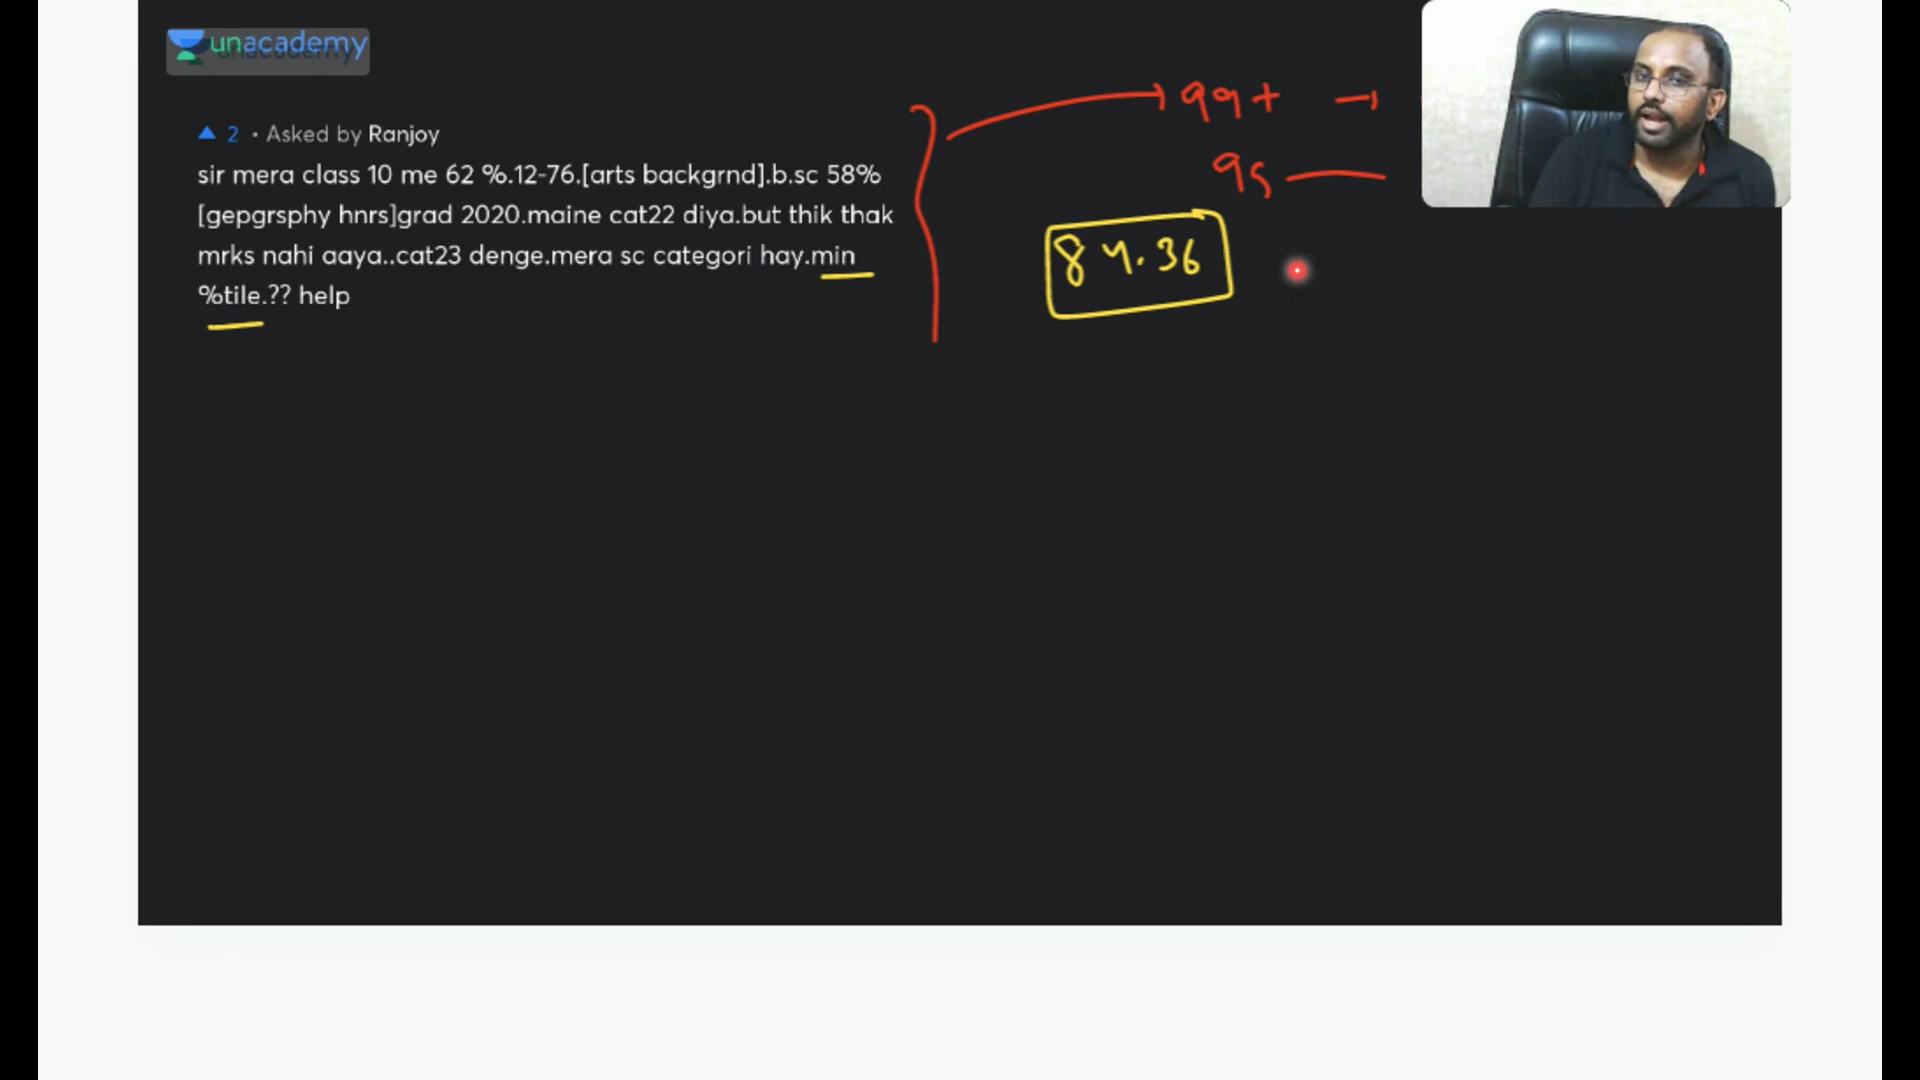 unacademy
▲ 2 • Asked by Ranjoy
sir mera class 10 me 62 %.12-76.[arts backgrnd].b.sc 58%
[gepgrsphy hnrs]grad 2020.maine cat22 diya.but thik thak
mrks nahi aaya..cat23 denge.mera sc categori hay.min
%tile.?? help
99+ →
95
84.36